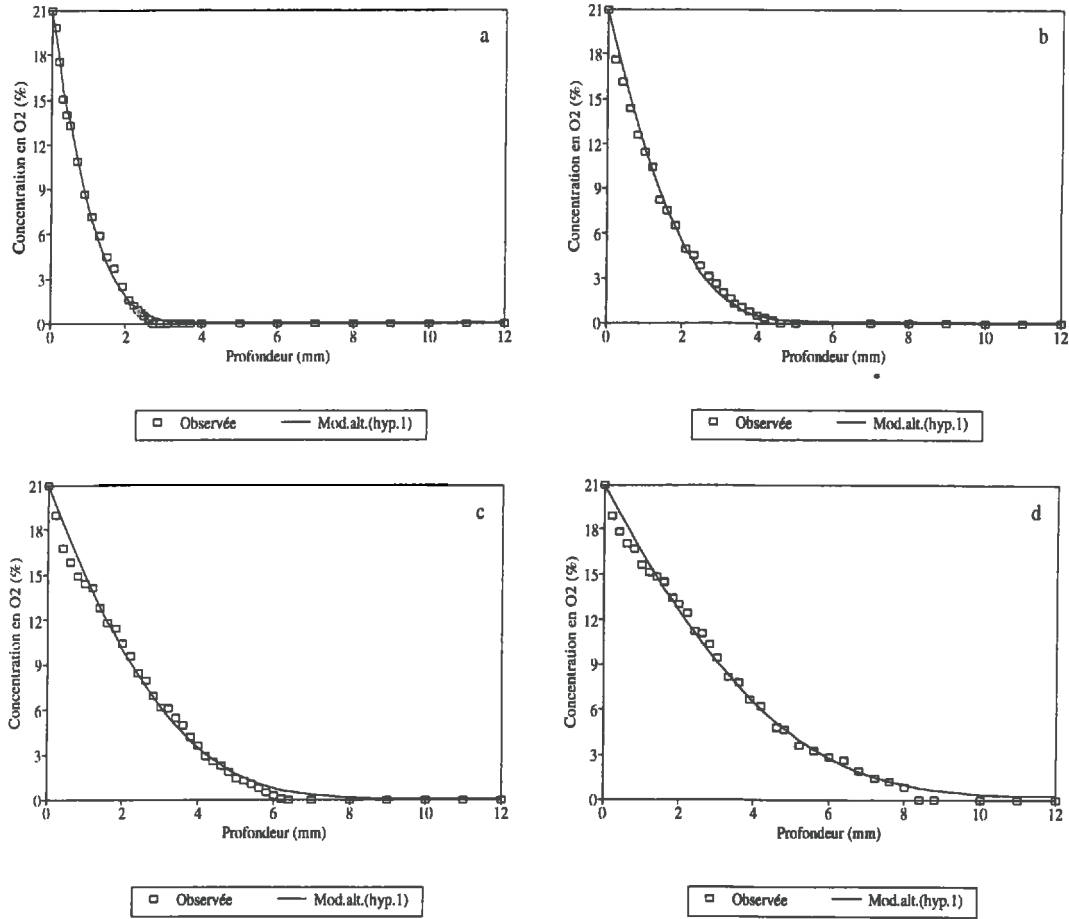 a
Concentration en O2 (%)
21
18
15
12
9
6
3
0
0 2 4 6 8 10 12
Profondeur (mm)
Observée Mod.alt.(hyp.1)
b
Concentration en O2 (%)
21
18
15
12
9
6
3
0
0 2 4 6 8 10 12
Profondeur (mm)
Observée Mod.alt.(hyp.1)
c
Concentration en O2 (%)
21
18
15
12
9
6
3
0
0 2 4 6 8 10 12
Profondeur (mm)
Observée Mod.alt.(hyp.1)
d
Concentration en O2 (%)
21
18
15
12
9
6
3
0
0 2 4 6 8 10 12
Profondeur (mm)
Observée Mod.alt.(hyp.1)